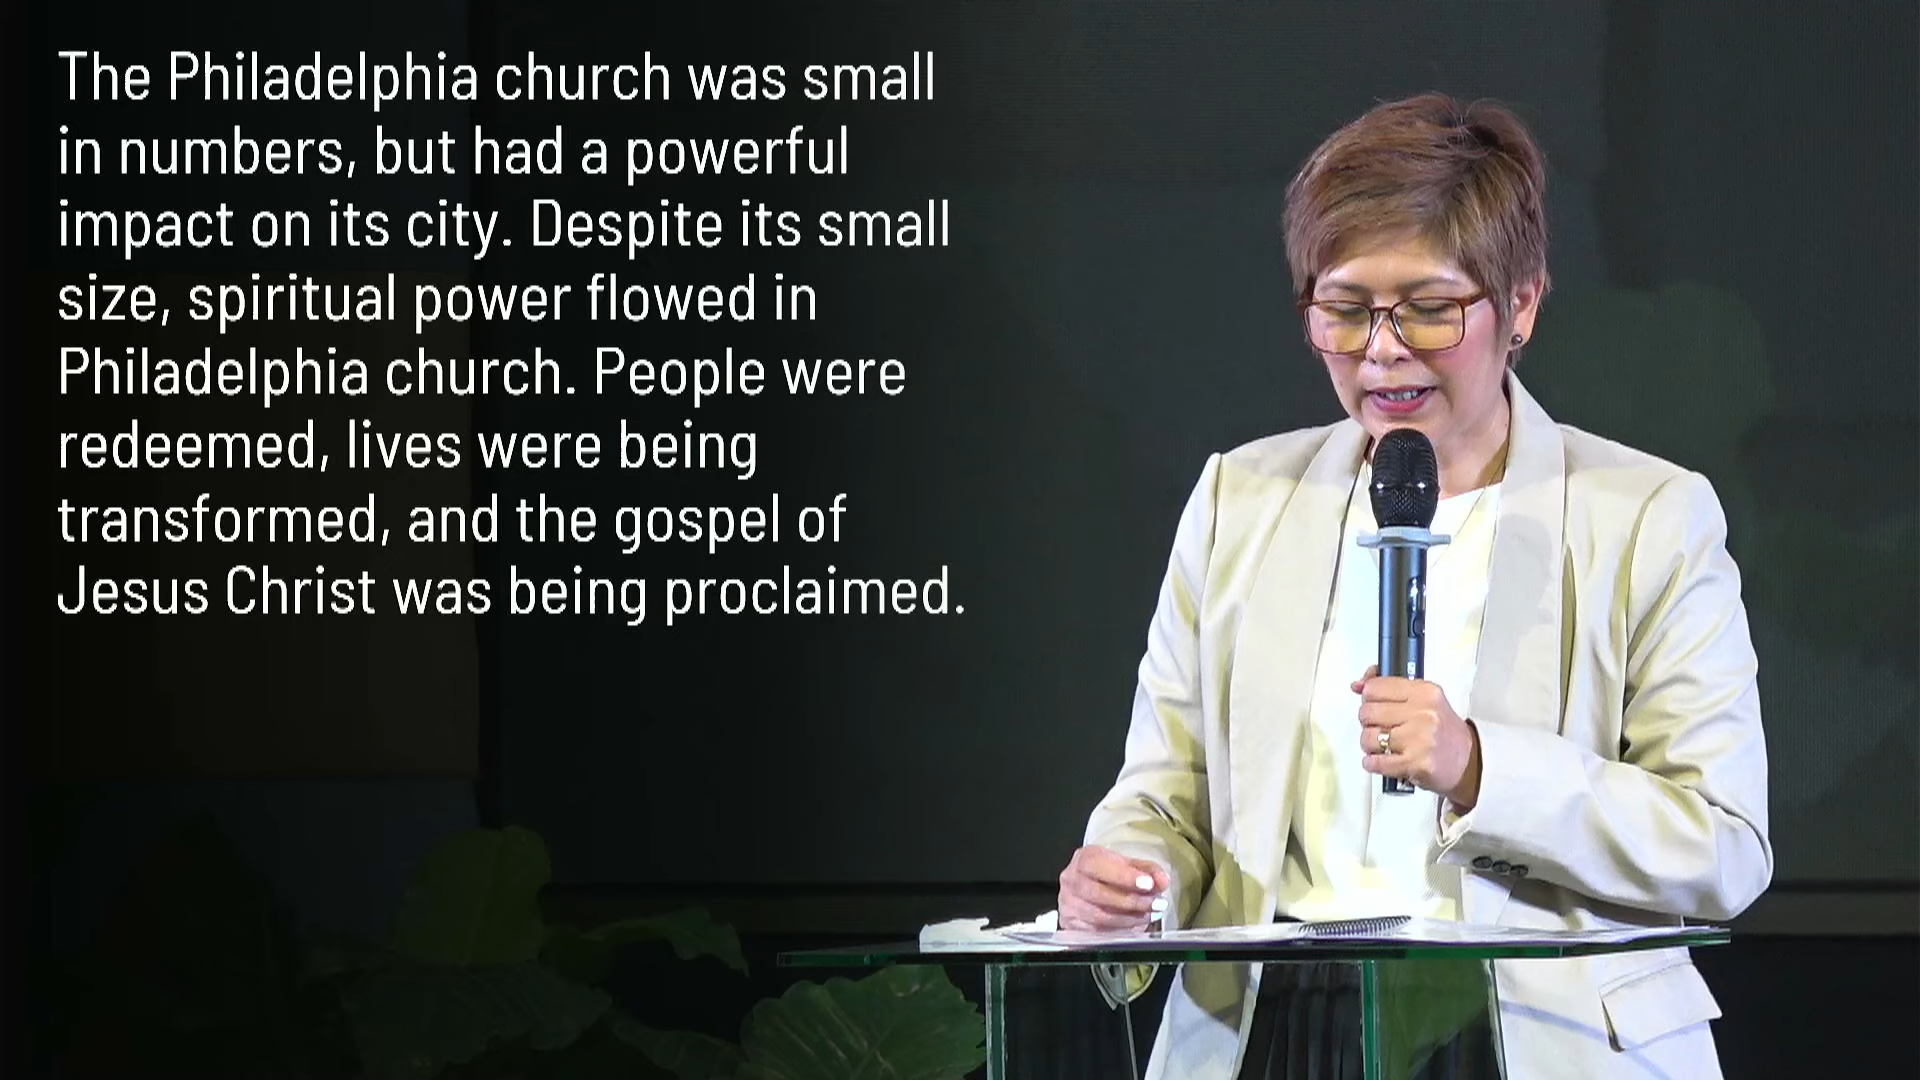 The Philadelphia church was small
in numbers, but had a powerful
impact on its city. Despite its small
size, spiritual power flowed in
Philadelphia church. People were
redeemed, lives were being
transformed, and the gospel of
Jesus Christ was being proclaimed.